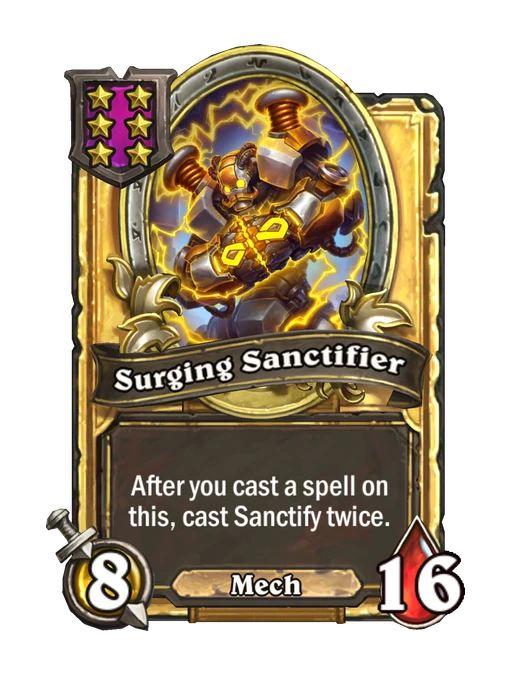 Surging Sanctifier
After you cast a spell on
this, cast Sanctify twice.
8
Mech
16